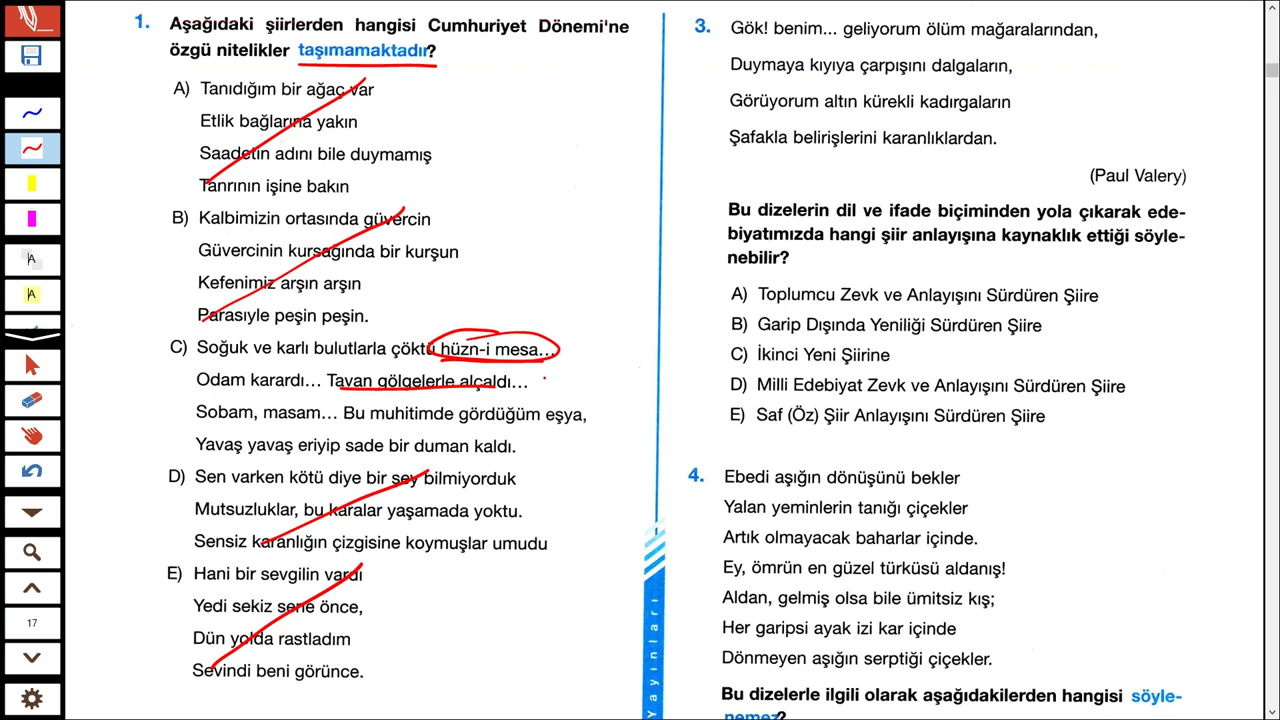 1. Aşağıdaki şiirlerden hangisi Cumhuriyet Dönemi'ne
özgü nitelikler taşımamaktadır?
A) Tanıdığım bir ağaç var
Etlik bağlarına yakın
Saadetin adını bile duymamış
Tanrının işine bakın
B) Kalbimizin ortasında güvercin
Güvercinin kursağında bir kurşun
Kefenimiz arşın arşın
Parasıyle peşin peşin.
C) Soğuk ve karlı bulutlarla çöktü hüzn-i mesa...
Odam karardı... Tavan gölgelerle alçaldı...
Sobam, masam... Bu muhitimde gördüğüm eşya,
Yavaş yavaş eriyip sade bir duman kaldı.
D) Sen varken kötü diye bir şey bilmiyorduk
Mutsuzluklar, bu karalar yaşamada yoktu.
Sensiz karanlığın çizgisine koymuşlar umudu
E) Hani bir sevgilin vardı
Yedi sekiz sene önce,
Dün yolda rastladım
Sevindi beni görünce.
3. Gök! benim... geliyorum ölüm mağaralarından,
Duymaya kıyıya çarpışını dalgaların,
Görüyorum altın kürekli kadırgaların
Şafakla belirişlerini karanlıklardan.
(Paul Valery)
Bu dizelerin dil ve ifade biçiminden yola çıkarak ede-
biyatımızda hangi şiir anlayışına kaynaklık ettiği söyle-
nebilir?
A) Toplumcu Zevk ve Anlayışını Sürdüren Şiire
B) Garip Dışında Yeniliği Sürdüren Şiire
C) İkinci Yeni Şiirine
D) Milli Edebiyat Zevk ve Anlayışını Sürdüren Şiire
E) Saf (Öz) Şiir Anlayışını Sürdüren Şiire
4. Ebedi aşığın dönüşünü bekler
Yalan yeminlerin tanığı çiçekler
Artık olmayacak baharlar içinde.
Ey, ömrün en güzel türküsü aldanış!
Aldan, gelmiş olsa bile ümitsiz kış;
Her garipsi ayak izi kar içinde
Dönmeyen aşığın serptiği çiçekler.
Bu dizelerle ilgili olarak aşağıdakilerden hangisi söyle-
nemez?
Yayınları
A
A
17